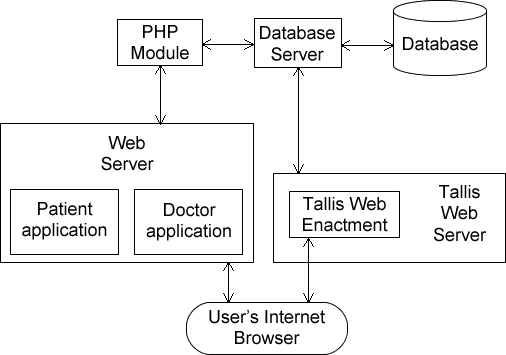 PHP
Module
Database
Server
Database
Web
Server
Patient
application
Doctor
application
Tallis Web
Enactment
Tallis
Web
Server
User's Internet
Browser